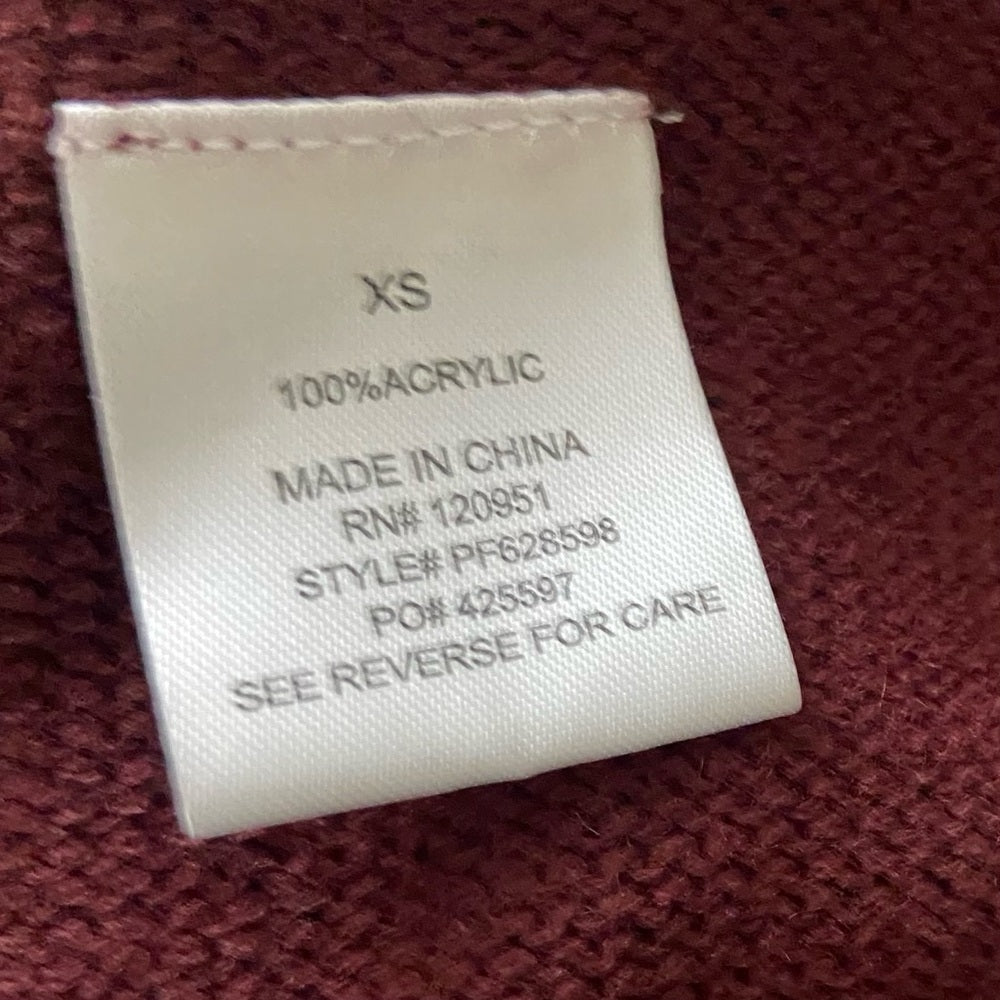 XS
100%ACRYLIC
MADE IN CHINA
RN# 120951
STYLE# PF628598
PO# 425597
SEE REVERSE FOR CARE